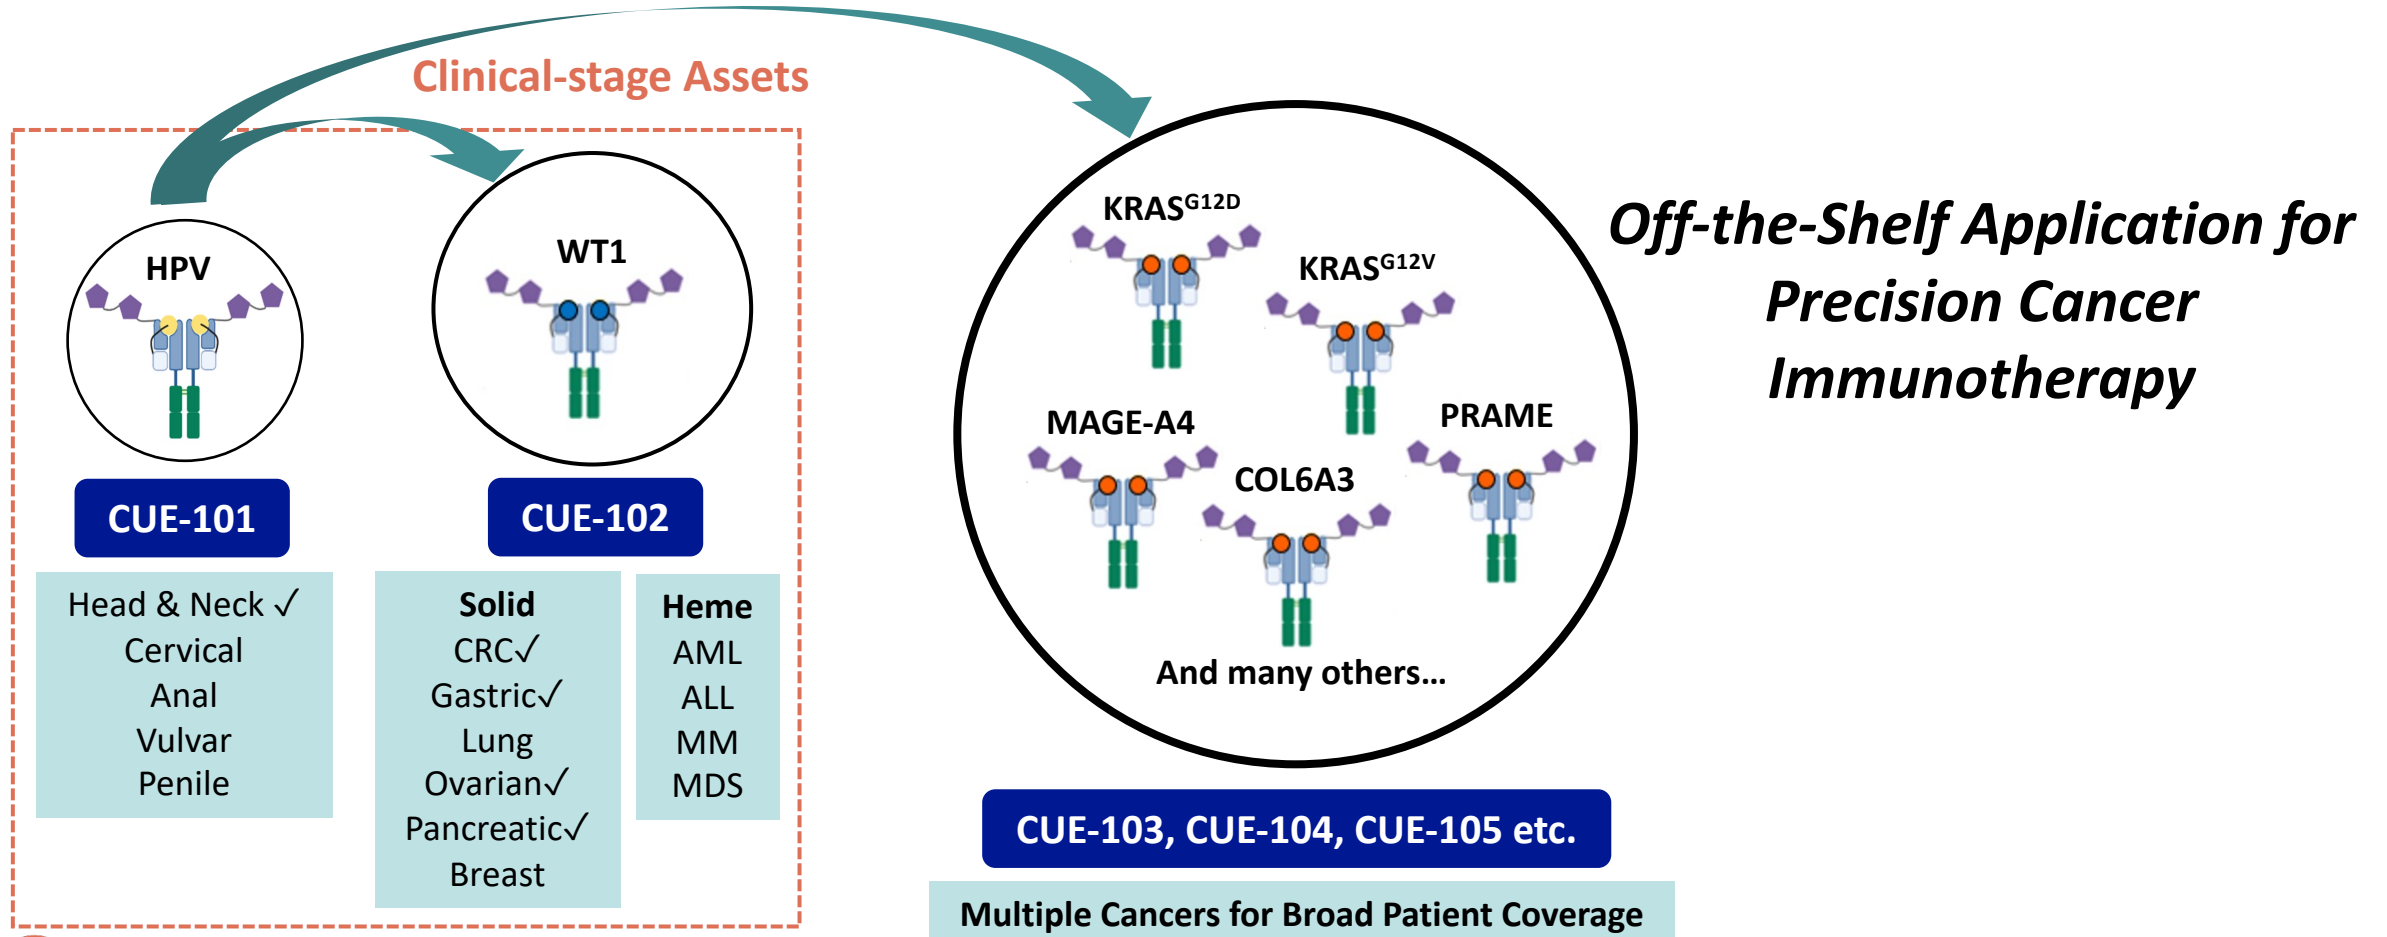 Clinical-stage Assets
HPV
CUE-101
Head & Neck ✓
Cervical
Anal
Vulvar
Penile
WT1
CUE-102
Solid
CRC✓
Gastric✓
Lung
Ovarian✓
Pancreatic✓
Breast
Heme
AML
ALL
MM
MDS
KRASG12D
KRASG12V
MAGE-A4
PRAME
COL6A3
And many others…
CUE-103, CUE-104, CUE-105 etc.
Multiple Cancers for Broad Patient Coverage
Off-the-Shelf Application for
Precision Cancer
Immunotherapy